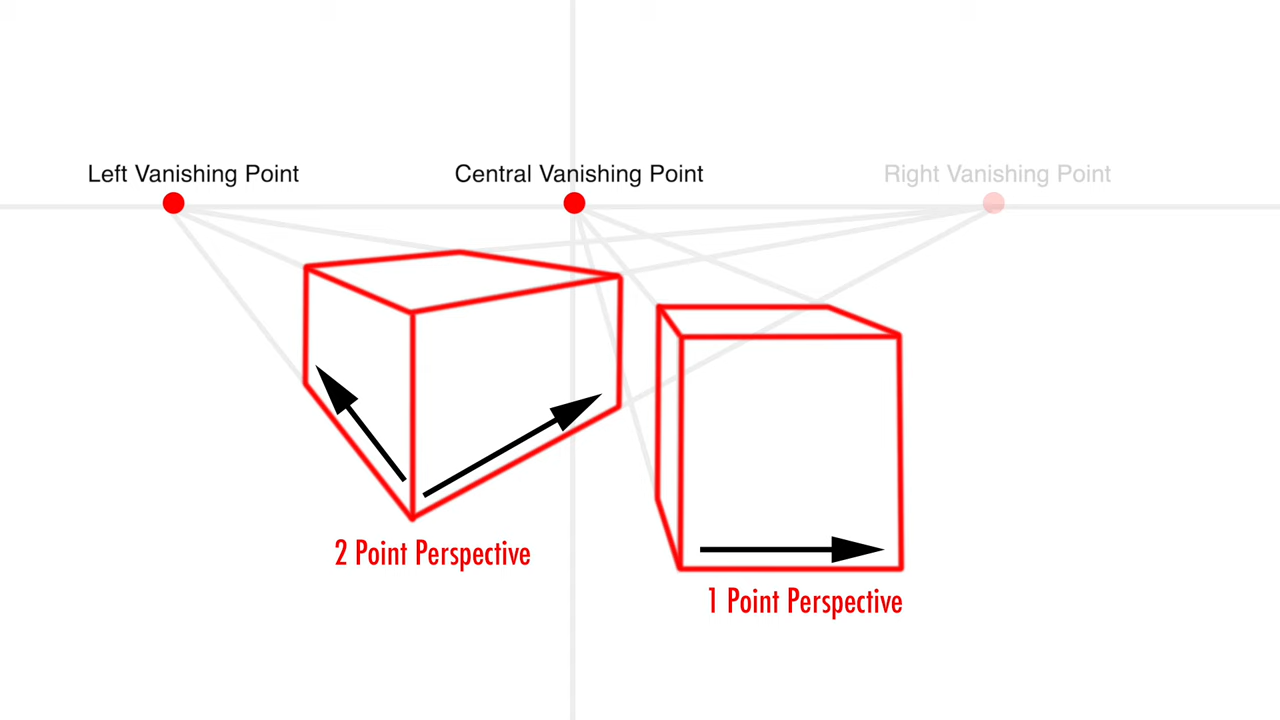 Left Vanishing Point
Central Vanishing Point
Right Vanishing Point
2 Point Perspective
1 Point Perspective